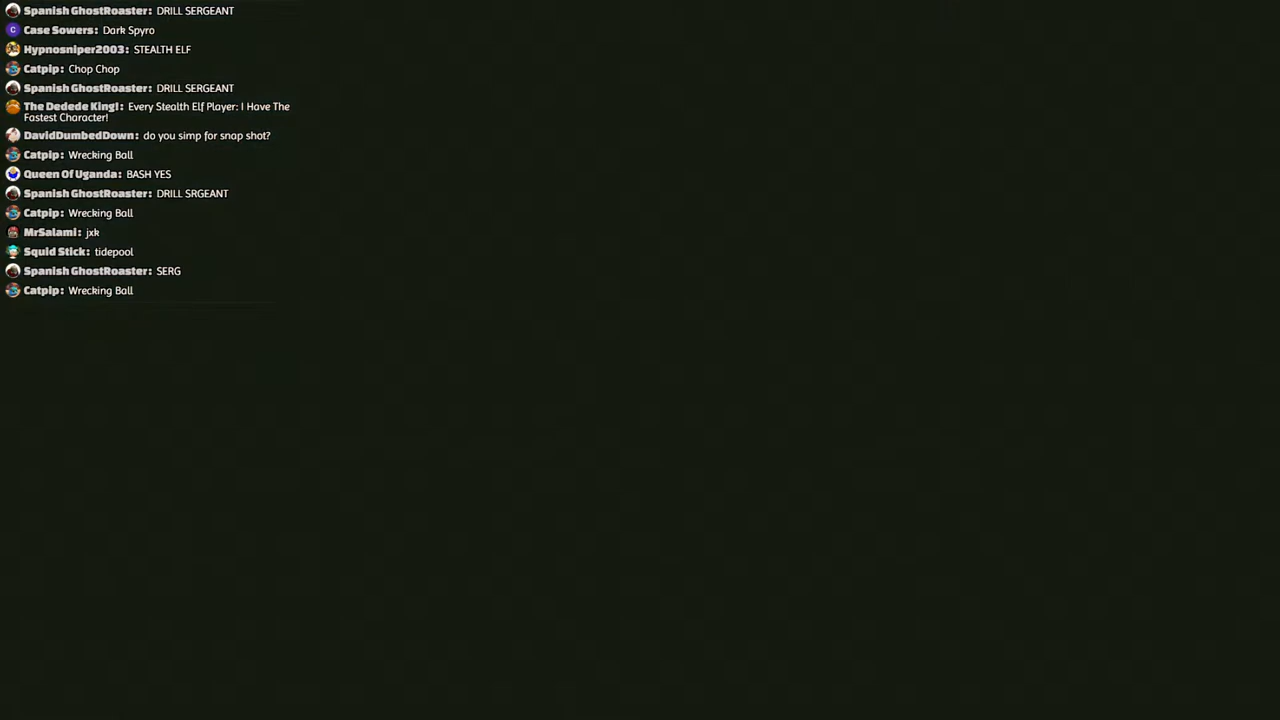 Spanish GhostRoaster: DRILL SERGEANT
C Case Sowers: Dark Spyro
Hypnosniper2003: STEALTH ELF
Catpip: Chop Chop
Spanish GhostRoaster: DRILL SERGEANT
The Dedede King!: Every Stealth Elf Player: I Have The
Fastest Character!
DavidDumbedDown: do you simp for snap shot?
Catpip: Wrecking Ball
Queen Of Uganda: BASH YES
Spanish GhostRoaster: DRILL SRGEANT
Catpip: Wrecking Ball
MrSalami: jxk
Squid Stick: tidepool
Spanish GhostRoaster: SERG
Catpip: Wrecking Ball